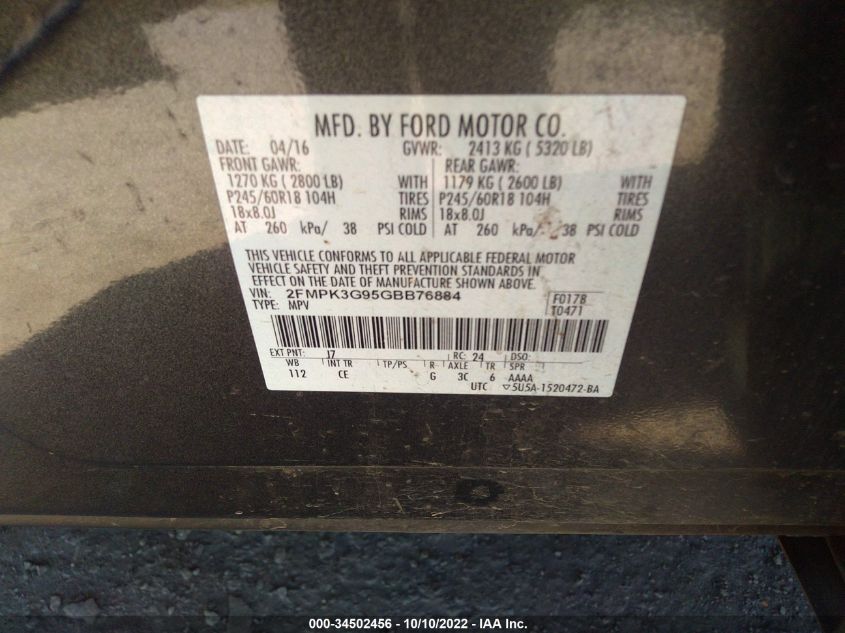 MFD. BY FORD MOTOR CO.
DATE: 04/16 GVWR: 2413 KG ( 5320 LB)
FRONT GAWR: REAR GAWR:
1270 KG ( 2800 LB) WITH 1179 KG ( 2600 LB) WITH
P245/60R18 104H TIRES P245/60R18 104H TIRES
18x8.0J RIMS 18x8.0J RIMS
AT 260 kPa/ 38 PSI COLD AT 260 kPa/ 38 PSI COLD
THIS VEHICLE CONFORMS TO ALL APPLICABLE FEDERAL MOTOR
VEHICLE SAFETY AND THEFT PREVENTION STANDARDS IN
EFFECT ON THE DATE OF MANUFACTURE SHOWN ABOVE.
VIN: 2FMPK3G95GBB76884 F0178
TYPE: MPV T0471
EXT PNT: J7 RC: 24 DSO:
WB INT TR TP/PS R AXLE TR SPR
112 CE G 3C 6 AAAA
UTC ▽5U5A-1520472-BA
000-34502456 - 10/10/2022 - IAA Inc.